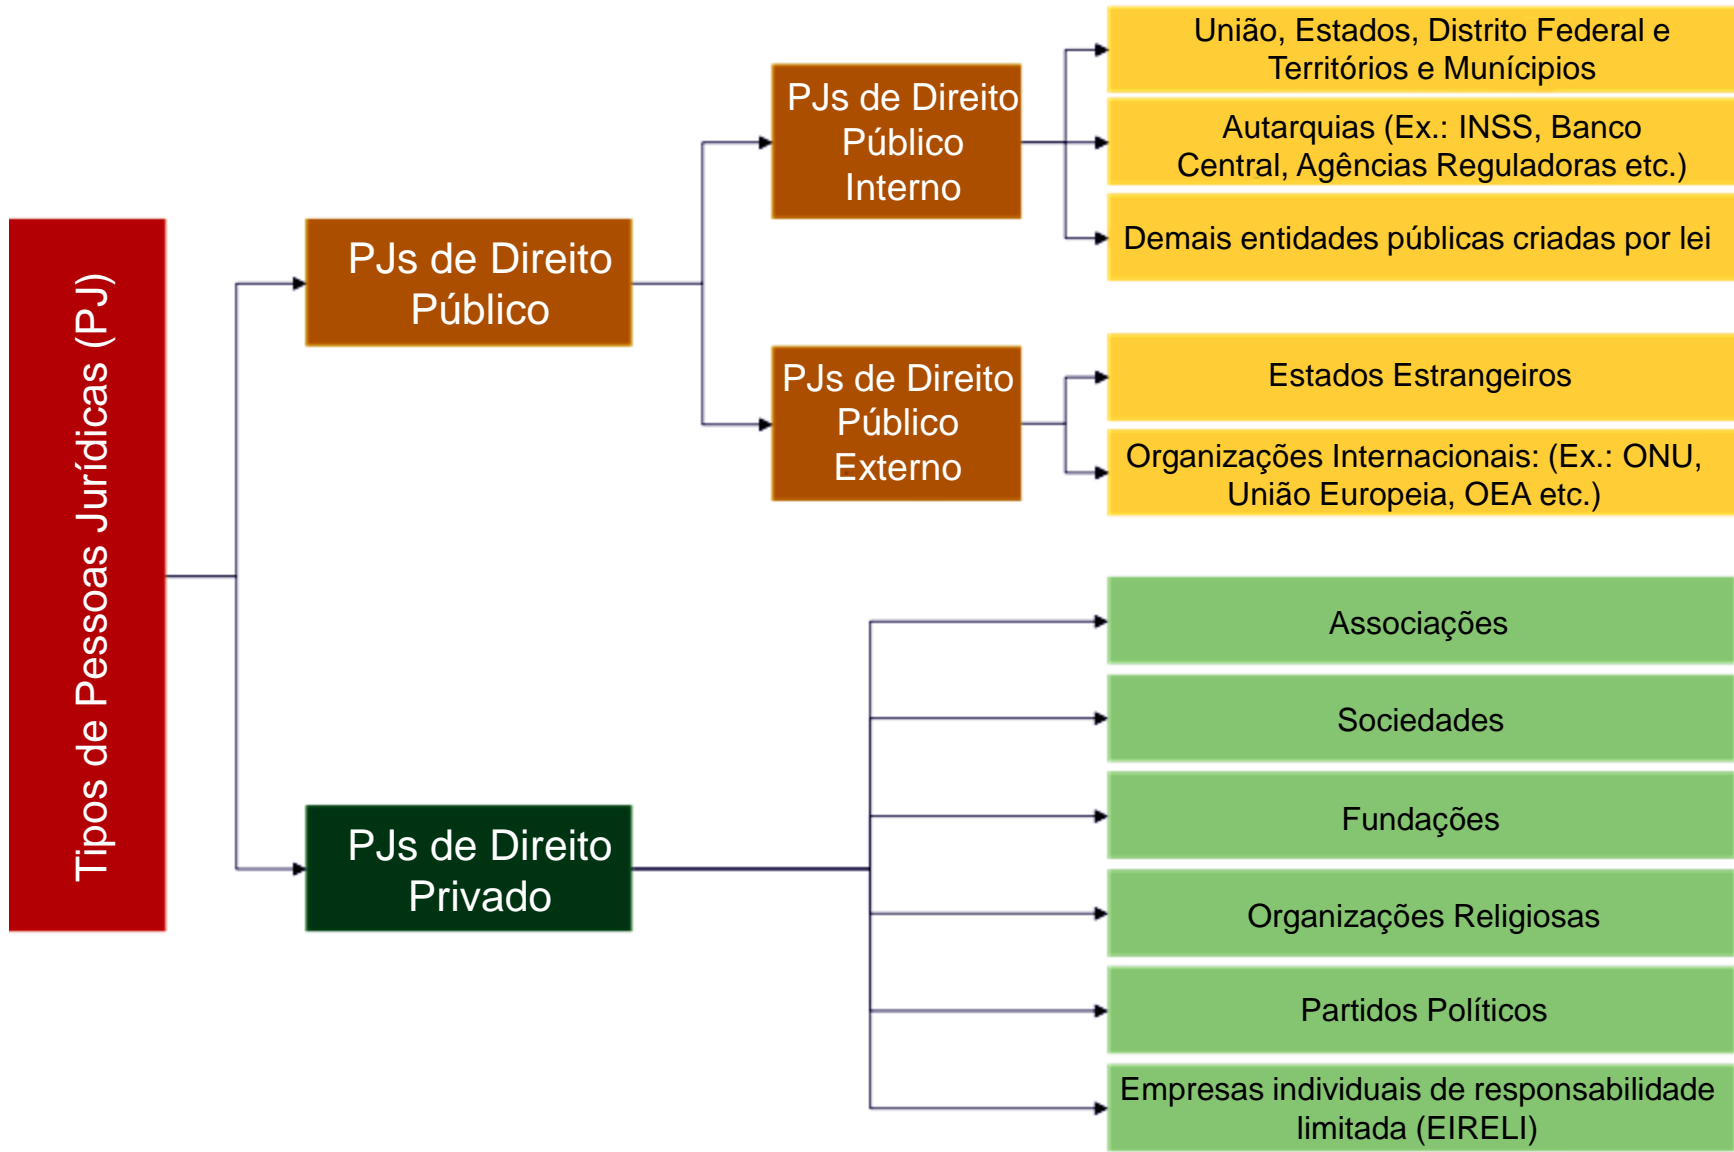 Tipos de Pessoas Jurídicas (PJ)
PJs de Direito
Público
PJs de Direito
Público
Interno
União, Estados, Distrito Federal e
Territórios e Munícipios
Autarquias (Ex.: INSS, Banco
Central, Agências Reguladoras etc.)
Demais entidades públicas criadas por lei
PJs de Direito
Público
Externo
Estados Estrangeiros
Organizações Internacionais: (Ex.: ONU,
União Europeia, OEA etc.)
PJs de Direito
Privado
Associações
Sociedades
Fundações
Organizações Religiosas
Partidos Políticos
Empresas individuais de responsabilidade
limitada (EIRELI)